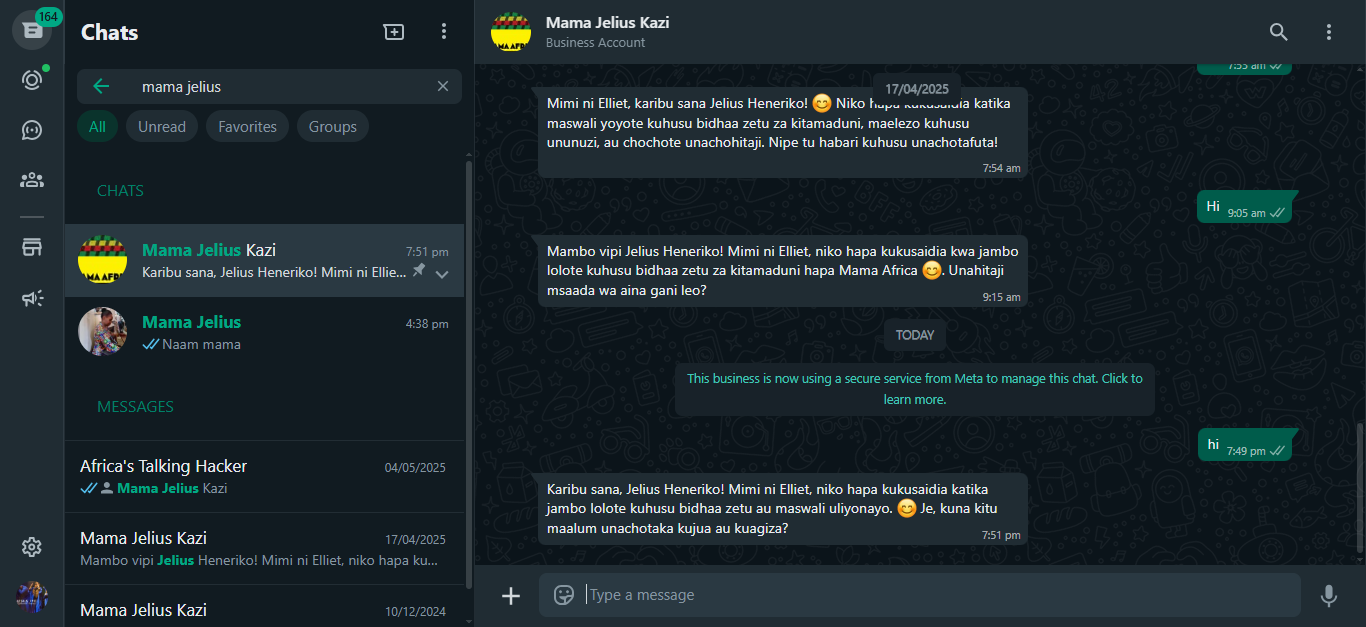 164
Chats
mama jelius
All
Unread
Favorites
Groups
CHATS
Mama Jelius Kazi
7:51 pm
Karibu sana, Jelius Heneriko! Mimi ni Ellie...
Mama Jelius
4:38 pm
Naam mama
MESSAGES
Africa's Talking Hacker
04/05/2025
Mama Jelius Kazi
Mama Jelius Kazi
17/04/2025
Mambo vipi Jelius Heneriko! Mimi ni Elliet, niko hapa ku...
Mama Jelius Kazi
10/12/2024
Mama Jelius Kazi
Business Account
7:53 am
17/04/2025
Mimi ni Elliet, karibu sana Jelius Heneriko! 😊 Niko hapa kukusaidia katika
maswali yoyote kuhusu bidhaa zetu za kitamaduni, maelezo kuhusu
ununuzi, au chochote unachohitaji. Nipe tu habari kuhusu unachotafuta!
7:54 am
Hi
9:05 am
Mambo vipi Jelius Heneriko! Mimi ni Elliet, niko hapa kukusaidia kwa jambo
lolote kuhusu bidhaa zetu za kitamaduni hapa Mama Africa 😊. Unahitaji
msaada wa aina gani leo?
9:15 am
TODAY
This business is now using a secure service from Meta to manage this chat. Click to
learn more.
hi
7:49 pm
Karibu sana, Jelius Heneriko! Mimi ni Elliet, niko hapa kukusaidia katika
jambo lolote kuhusu bidhaa zetu au maswali uliyonayo. 😊 Je, kuna kitu
maalum unachotaka kujua au kuagiza?
7:51 pm
Type a message